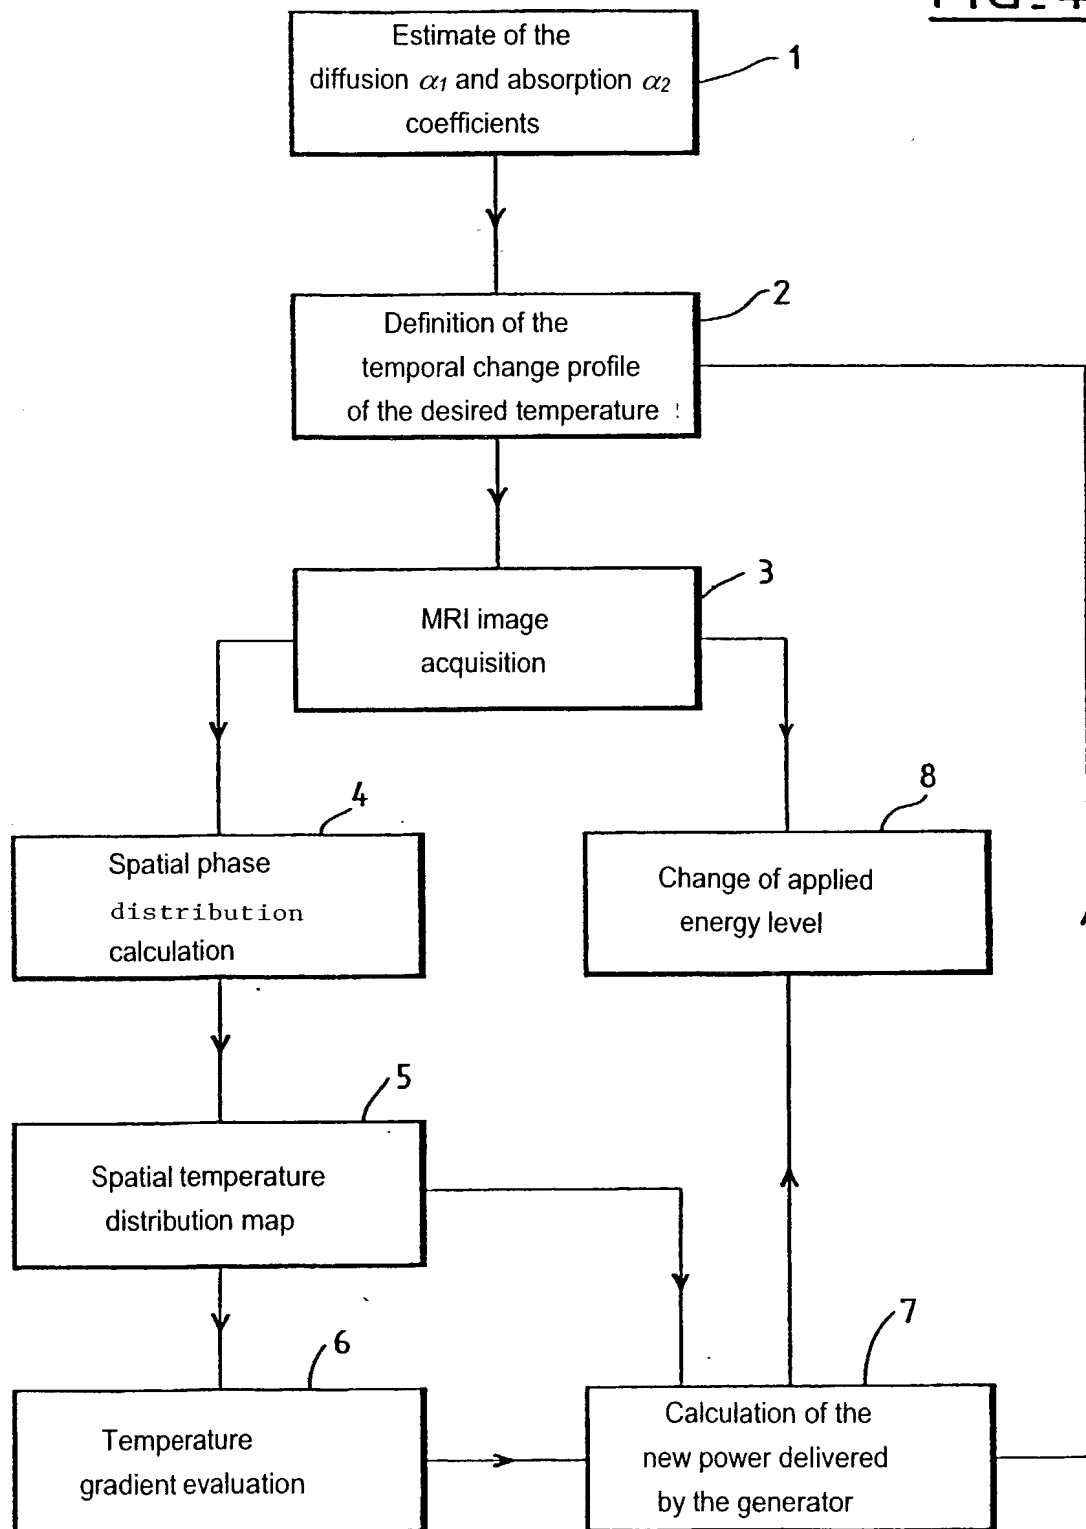 FIG.4
Estimate of the
diffusion α1 and absorption α2
coefficients
1
Definition of the
temporal change profile
of the desired temperature
2
MRI image
acquisition
3
Spatial phase
distribution
calculation
4
Change of applied
energy level
8
Spatial temperature
distribution map
5
Temperature
gradient evaluation
6
Calculation of the
new power delivered
by the generator
7